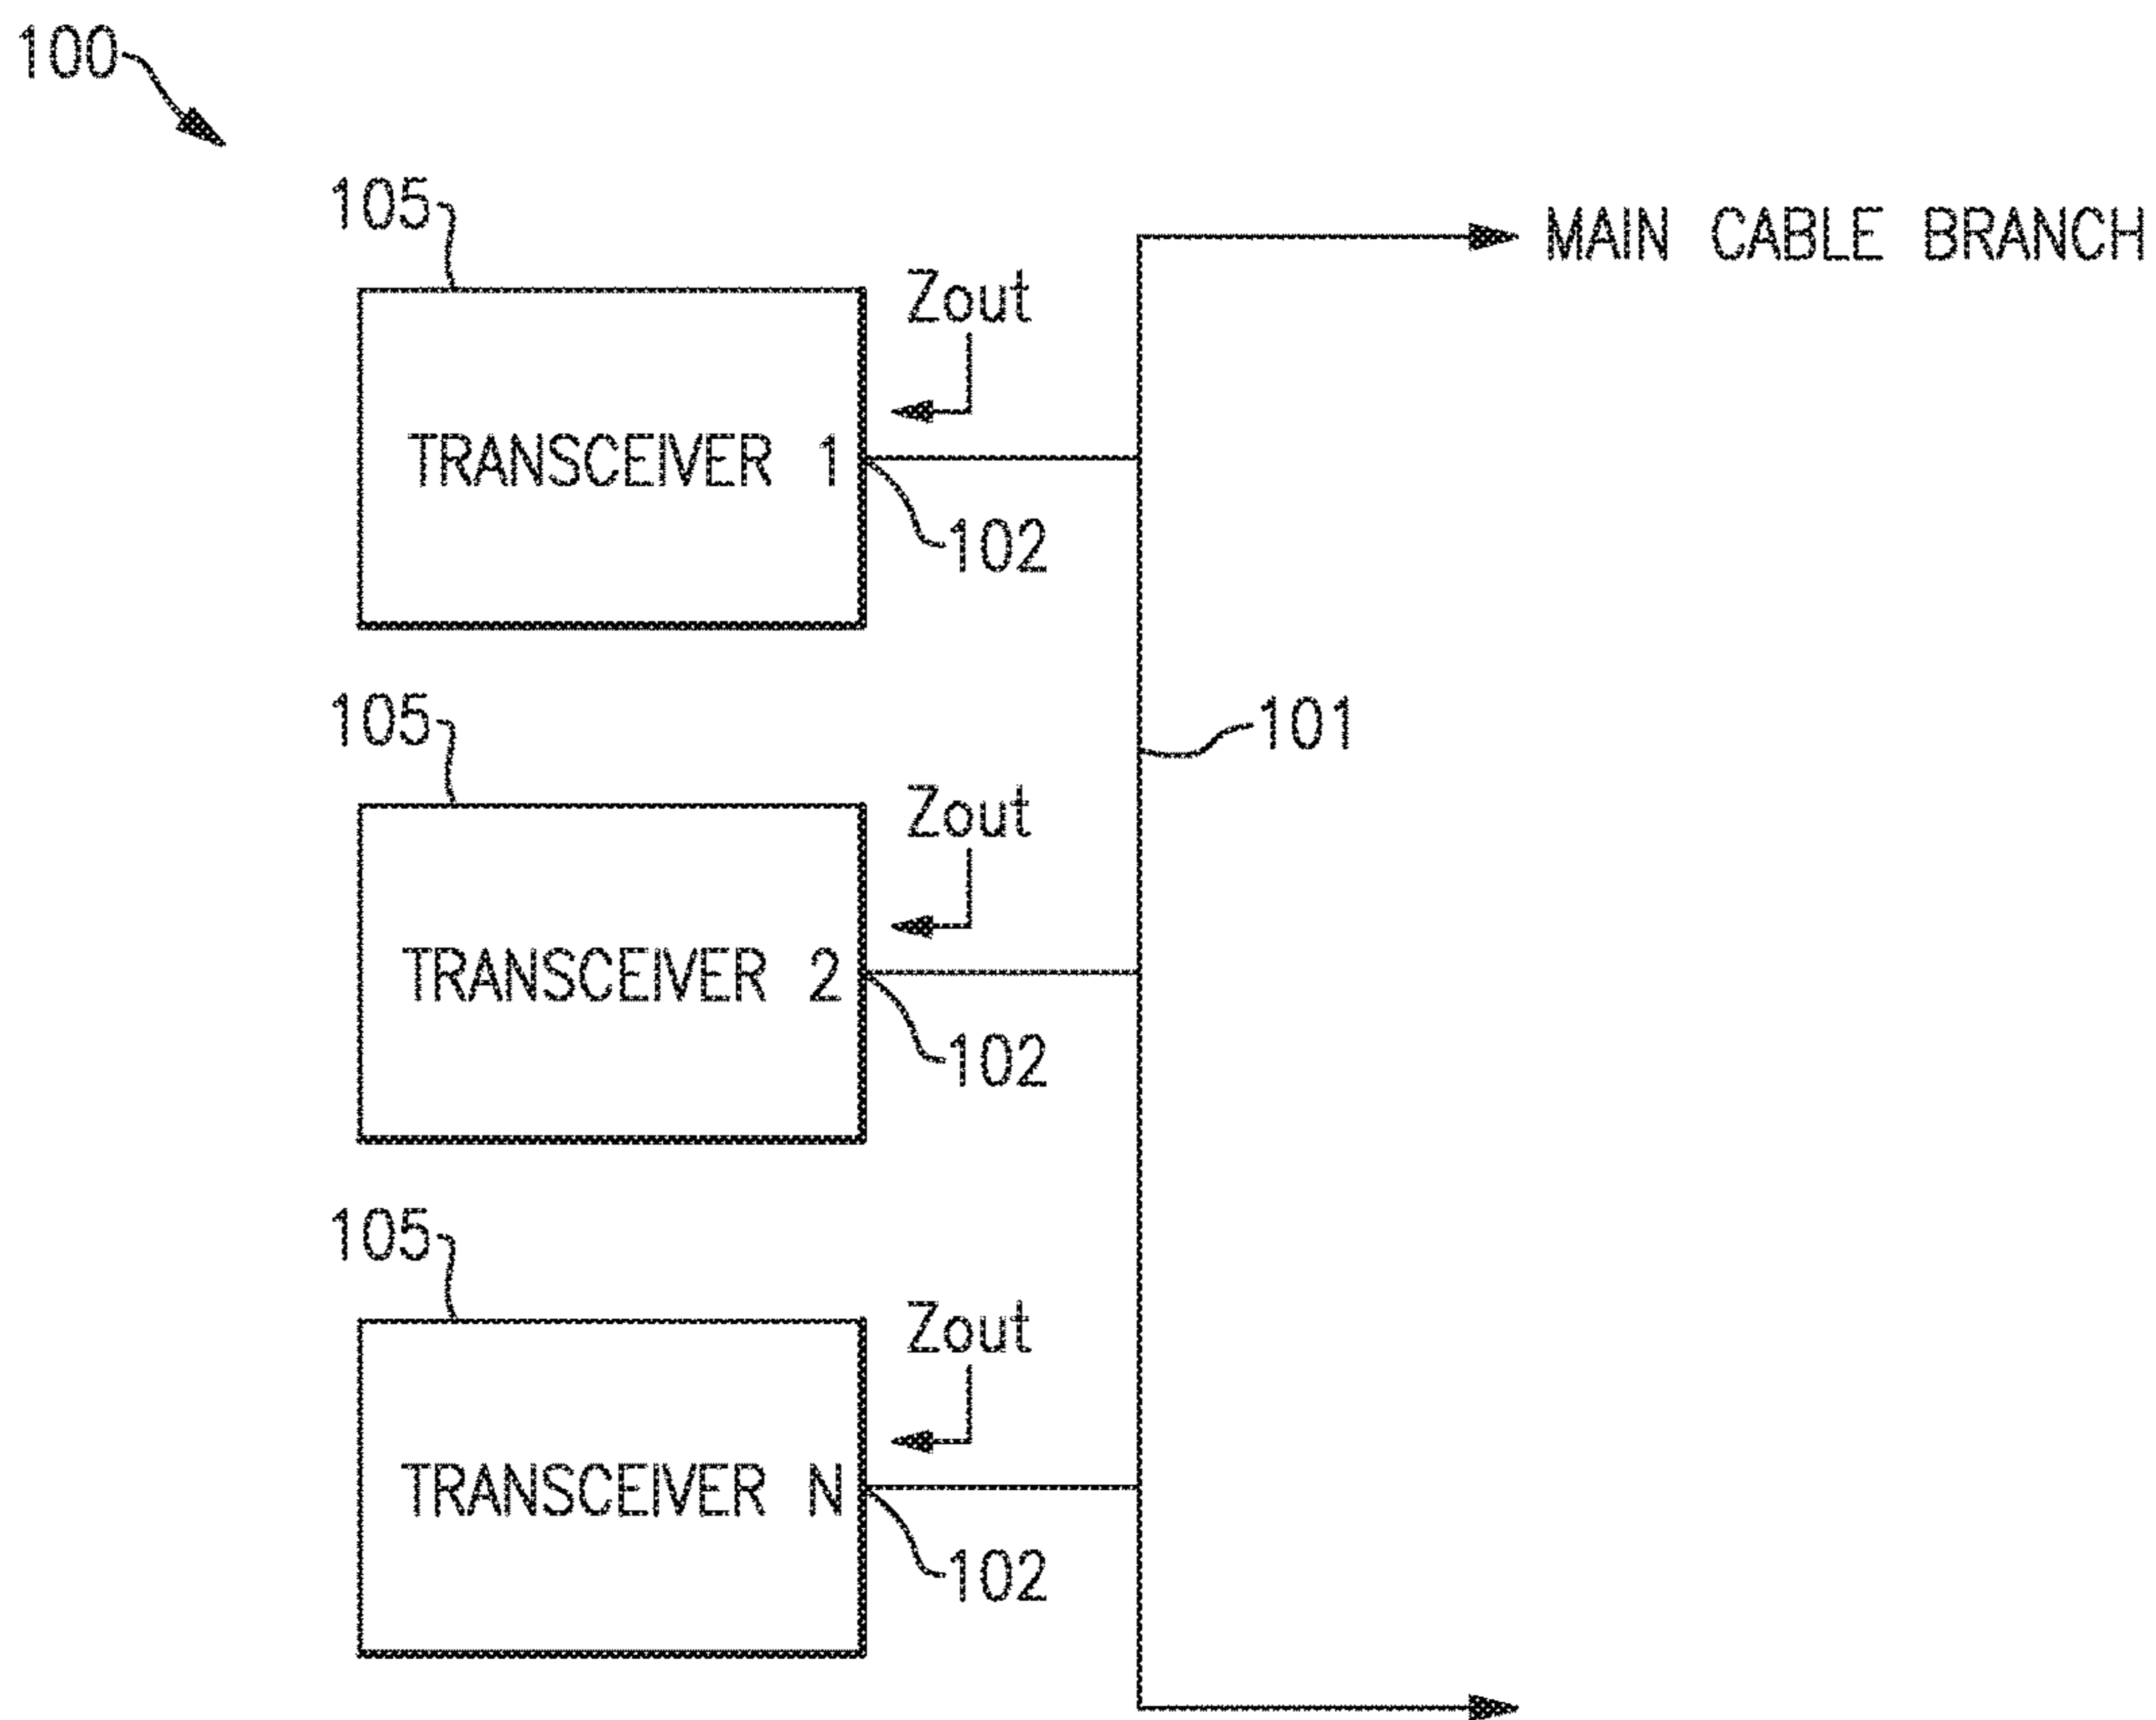 100
105
MAIN CABLE BRANCH
Zout
TRANSCEIVER 1
102
105
101
Zout
TRANSCEIVER 2
102
105
Zout
TRANSCEIVER N
102